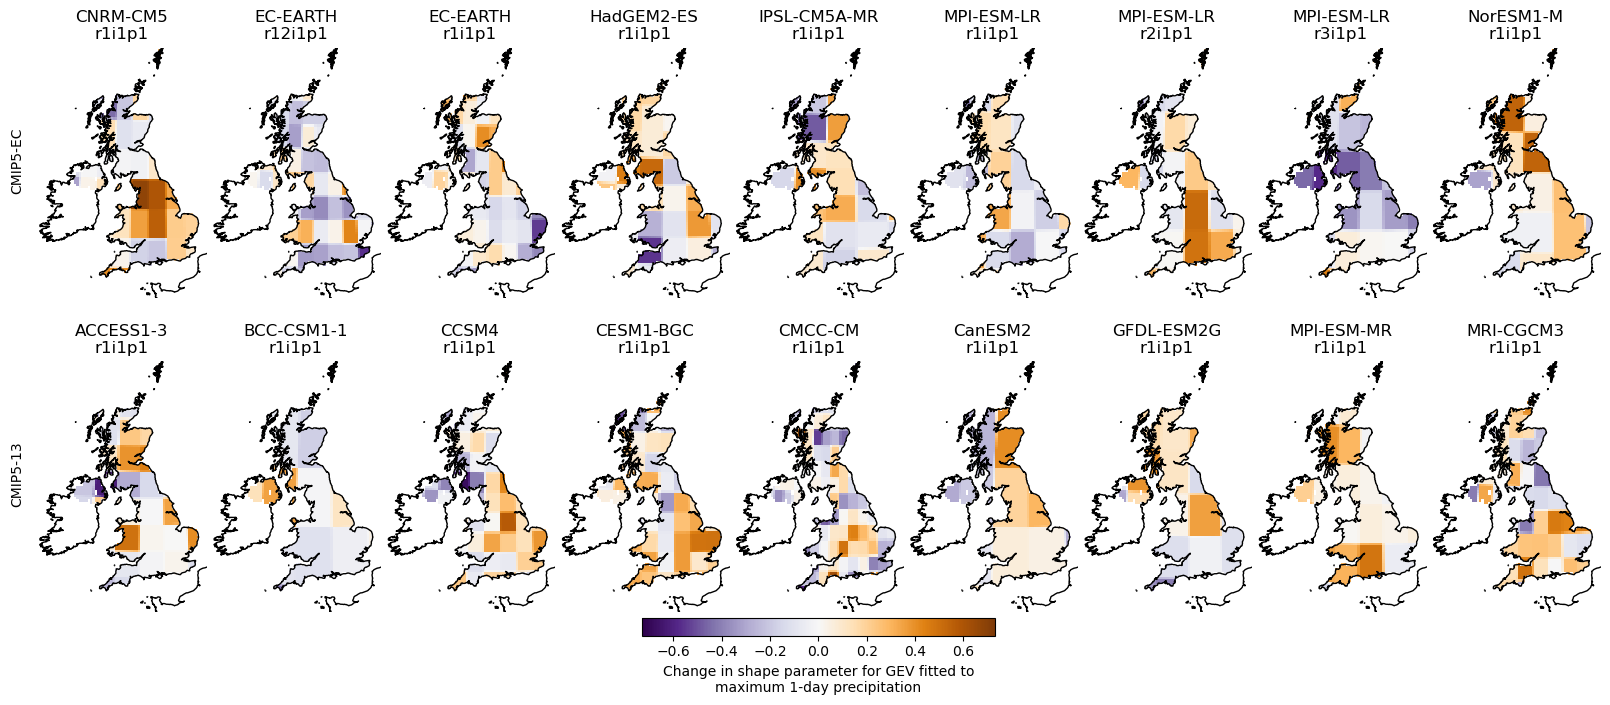 CNRM-CM5 EC-EARTH EC-EARTH HadGEM2-ES IPSL-CM5A-MR MPI-ESM-LR MPI-ESM-LR MPI-ESM-LR NorESM1-M
r1i1p1 r12i1p1 r1i1p1 r1i1p1 r1i1p1 r1i1p1 r2i1p1 r3i1p1 r1i1p1
CMIP5-EC
ACCESS1-3 BCC-CSM1-1 CCSM4 CESM1-BGC CMCC-CM CanESM2 GFDL-ESM2G MPI-ESM-MR MRI-CGCM3
r1i1p1 r1i1p1 r1i1p1 r1i1p1 r1i1p1 r1i1p1 r1i1p1 r1i1p1 r1i1p1
CMIP5-13
−0.6 −0.4 −0.2 0.0 0.2 0.4 0.6
Change in shape parameter for GEV fitted to
maximum 1-day precipitation